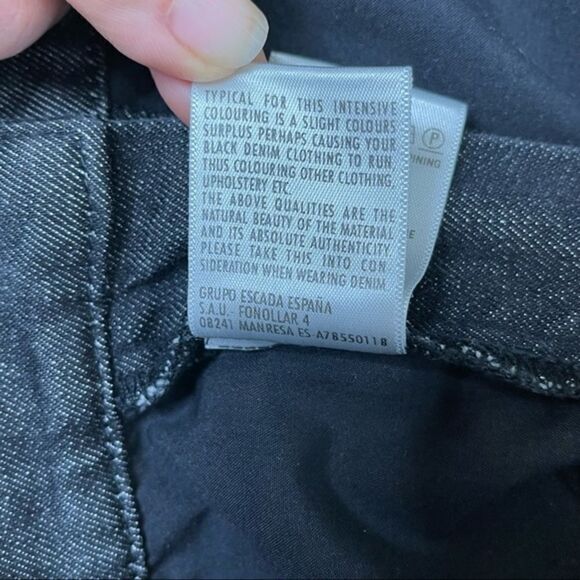 TYPICAL FOR THIS INTENSIVE
COLOURING IS A SLIGHT COLOURS
SURPLUS PERHAPS CAUSING YOUR
BLACK DENIM CLOTHING TO RUN,
THUS COLOURING OTHER CLOTHING,
UPHOLSTERY ETC.
THE ABOVE QUALITIES ARE THE
NATURAL BEAUTY OF THE MATERIAL
AND ITS ABSOLUTE AUTHENTICITY.
PLEASE TAKE THIS INTO CON
SIDERATION WHEN WEARING DENIM
GRUPO ESCADA ESPAÑA
S.A.U.- FONOLLAR 4
08241 MANRESA ES-A78550118
P